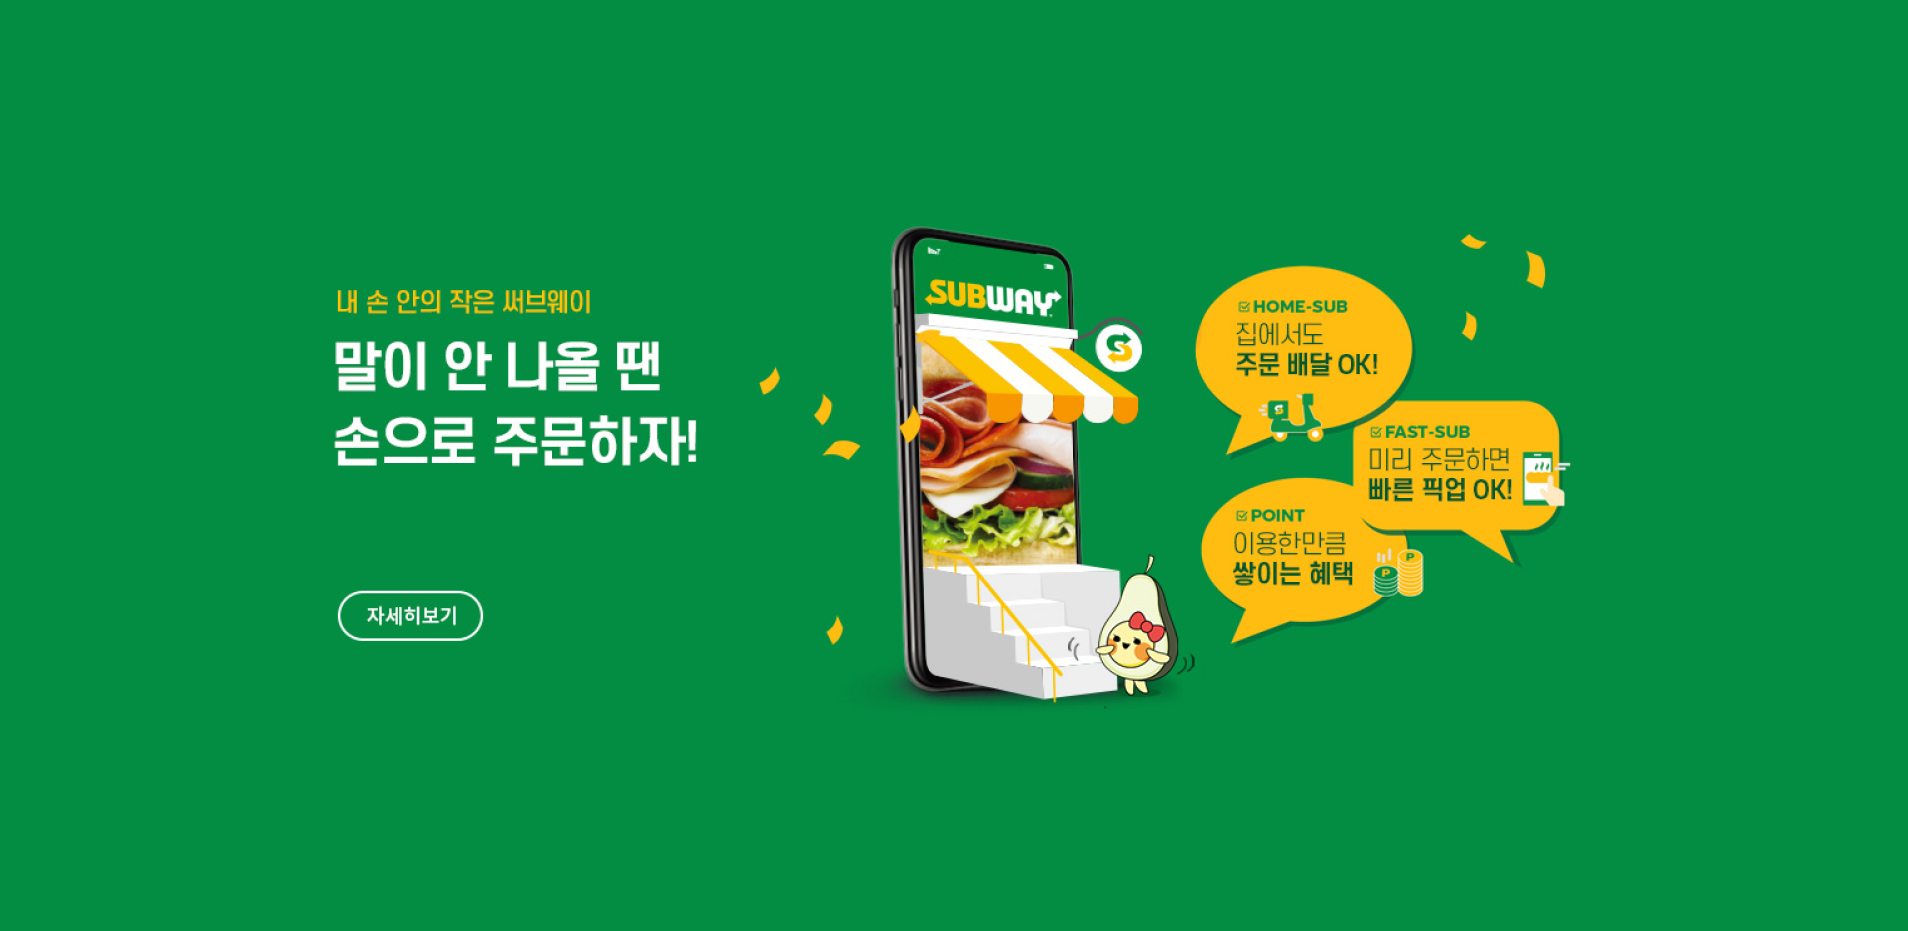 내 손 안의 작은 써브웨이
말이 안 나올 땐
손으로 주문하자!
자세히보기
SUBWAY
S
HOME-SUB
집에서도
주문 배달 OK!
FAST-SUB
미리 주문하면
빠른 픽업 OK!
POINT
이용한만큼
쌓이는 혜택
P
P